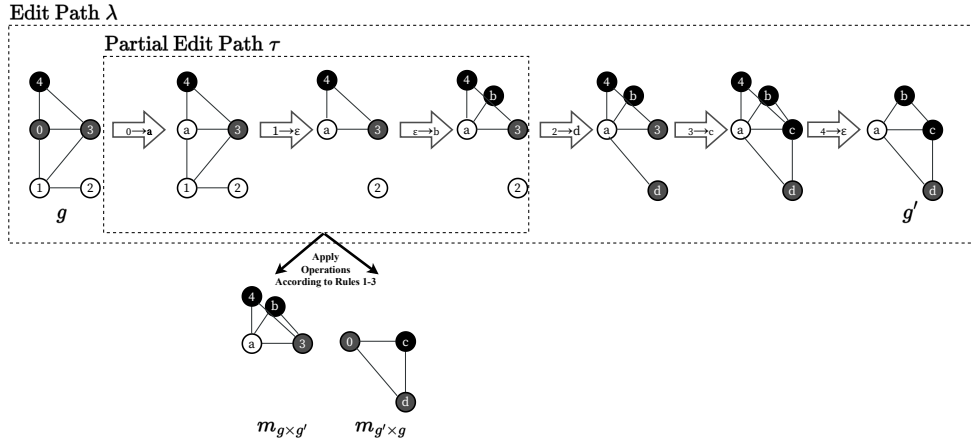 Edit Path λ
Partial Edit Path τ
4 4 4 4 b 4 b 4 b b
0 3 0→a a 3 1→ε a 3 ε→b a 3 2→d a 3 3→c a c 4→ε a c
1 2 1 2 2 2 d d d
g g′
Apply
Operations
According to Rules 1-3
4 b
a 3 0 c
d
m_{g×g′} m_{g′×g}